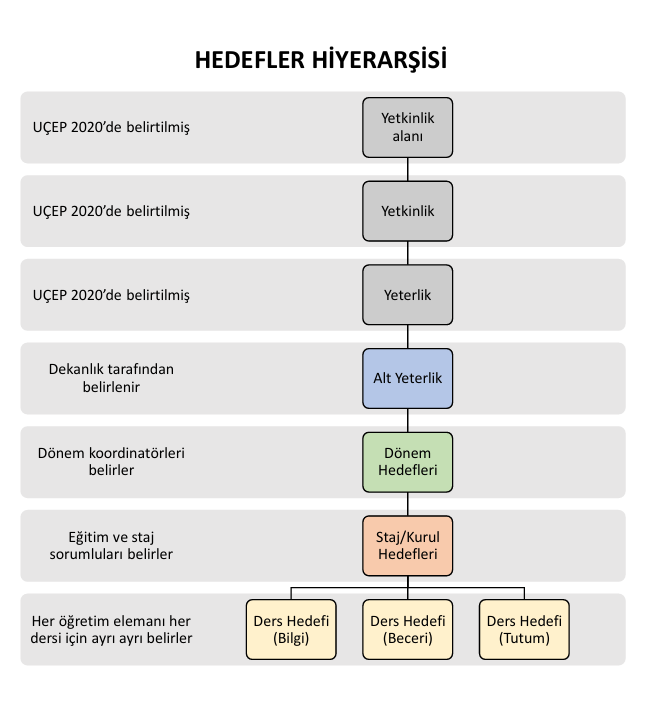 HEDEFLER HİYERARŞİSİ
UÇEP 2020’de belirtilmiş
Yetkinlik
alanı
UÇEP 2020’de belirtilmiş
Yetkinlik
UÇEP 2020’de belirtilmiş
Yeterlik
Dekanlık tarafından
belirlenir
Alt Yeterlik
Dönem koordinatörleri
belirler
Dönem
Hedefleri
Eğitim ve staj
sorumluları belirler
Staj/Kurul
Hedefleri
Her öğretim elemanı her
dersi için ayrı ayrı belirler
Ders Hedefi
(Bilgi)
Ders Hedefi
(Beceri)
Ders Hedefi
(Tutum)